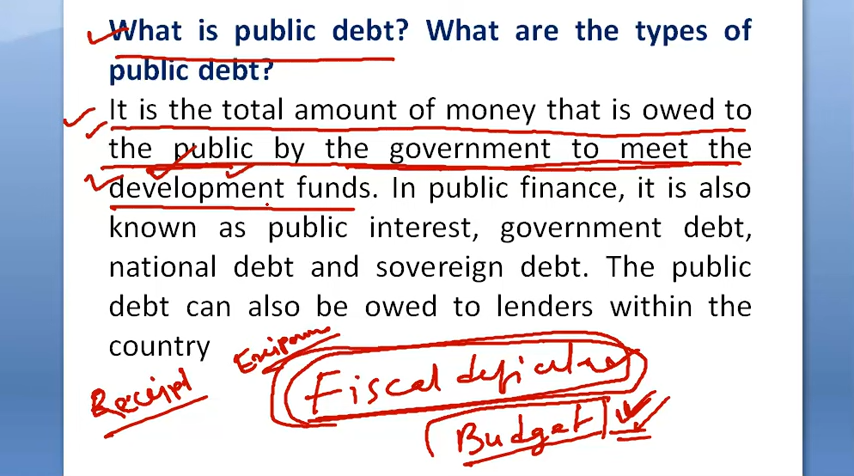 What is public debt? What are the types of
public debt?
It is the total amount of money that is owed to
the public by the government to meet the
development funds. In public finance, it is also
known as public interest, government debt,
national debt and sovereign debt. The public
debt can also be owed to lenders within the
country
Receipt
Fiscal
Budget